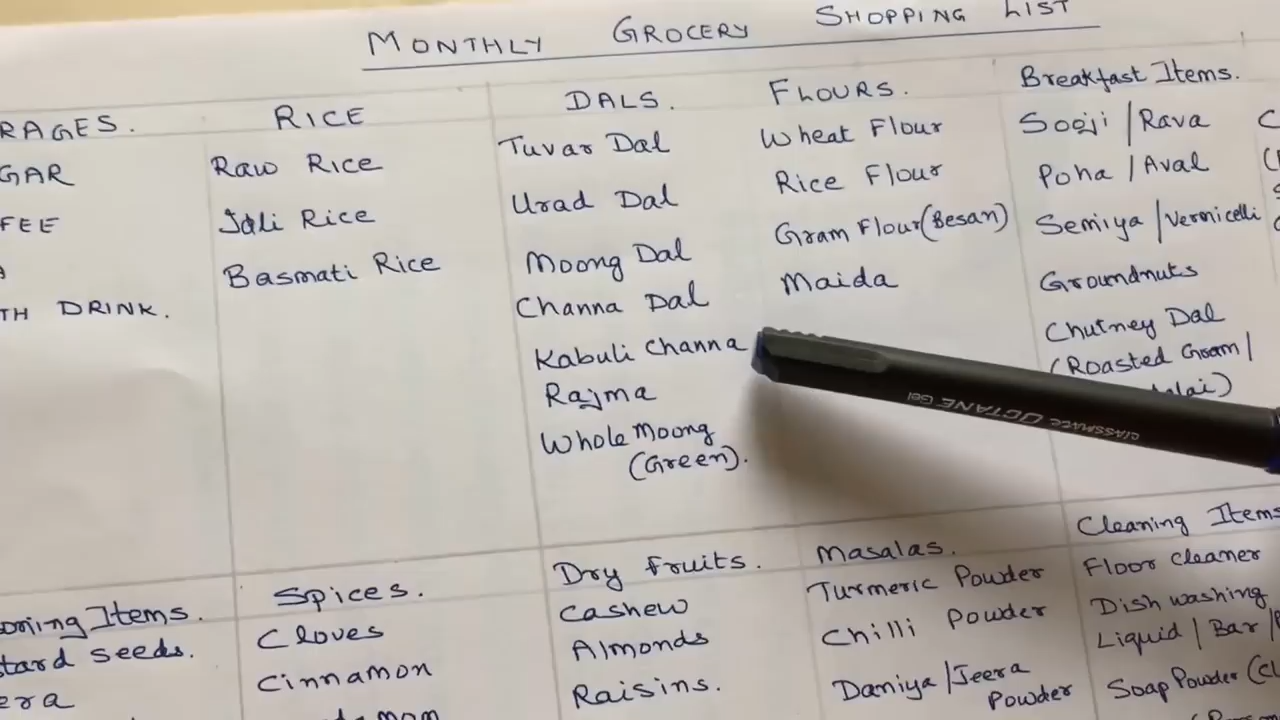 MONTHLY GROCERY SHOPPING LIST
RICE
Raw Rice
Idli Rice
Basmati Rice
DALS.
Tuvar Dal
Urad Dal
Moong Dal
Channa Dal
Kabuli Channa
Rajma
Whole Moong
(Green).
FLOURS.
Wheat Flour
Rice Flour
Gram Flour (Besan)
Maida
Breakfast Items.
Sooji / Rava
Poha / Aval
Semiya / Vermicelli
Groundnuts
Chutney Dal
(Roasted Gram /
DRINK.
Items.
seeds.
Spices.
Cloves
Cinnamon
Dry fruits.
Cashew
Almonds
Raisins.
Masalas.
Turmeric Powder
Chilli Powder
Daniya / Jeera
Powder
Cleaning Items
Floor cleaner
Dish washing
Liquid / Bar /
Soap Powder
classmate OCTANE Gel